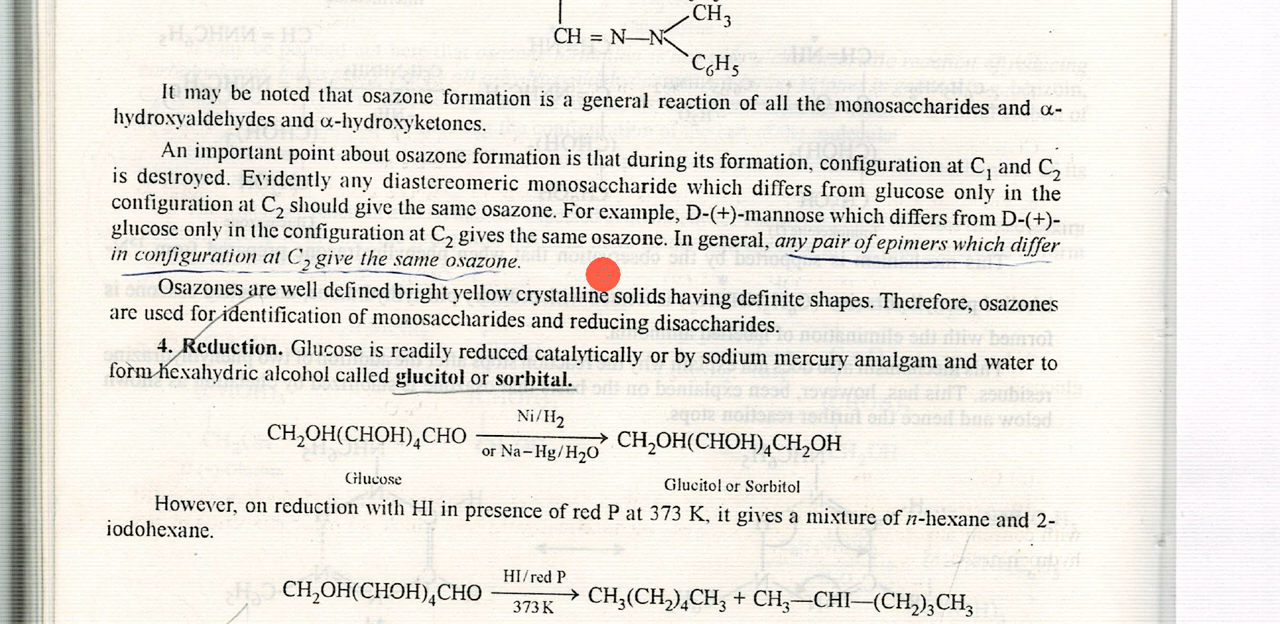 CH₃
CH = N—N
C₆H₅
It may be noted that osazone formation is a general reaction of all the monosaccharides and α-
hydroxyaldehydes and α-hydroxyketones.
An important point about osazone formation is that during its formation, configuration at C₁ and C₂
is destroyed. Evidently any diastereomeric monosaccharide which differs from glucose only in the
configuration at C₂ should give the same osazone. For example, D-(+)-mannose which differs from D-(+)-
glucose only in the configuration at C₂ gives the same osazone. In general, any pair of epimers which differ
in configuration at C₂ give the same osazone.
Osazones are well defined bright yellow crystalline solids having definite shapes. Therefore, osazones
are used for identification of monosaccharides and reducing disaccharides.
4. Reduction. Glucose is readily reduced catalytically or by sodium mercury amalgam and water to
form hexahydric alcohol called glucitol or sorbital.
CH₂OH(CHOH)₄CHO Ni/H₂ or Na–Hg/H₂O → CH₂OH(CHOH)₄CH₂OH
Glucose Glucitol or Sorbitol
However, on reduction with HI in presence of red P at 373 K, it gives a mixture of n-hexane and 2-
iodohexane.
CH₂OH(CHOH)₄CHO HI/red P 373 K → CH₃(CH₂)₄CH₃ + CH₃—CHI—(CH₂)₃CH₃